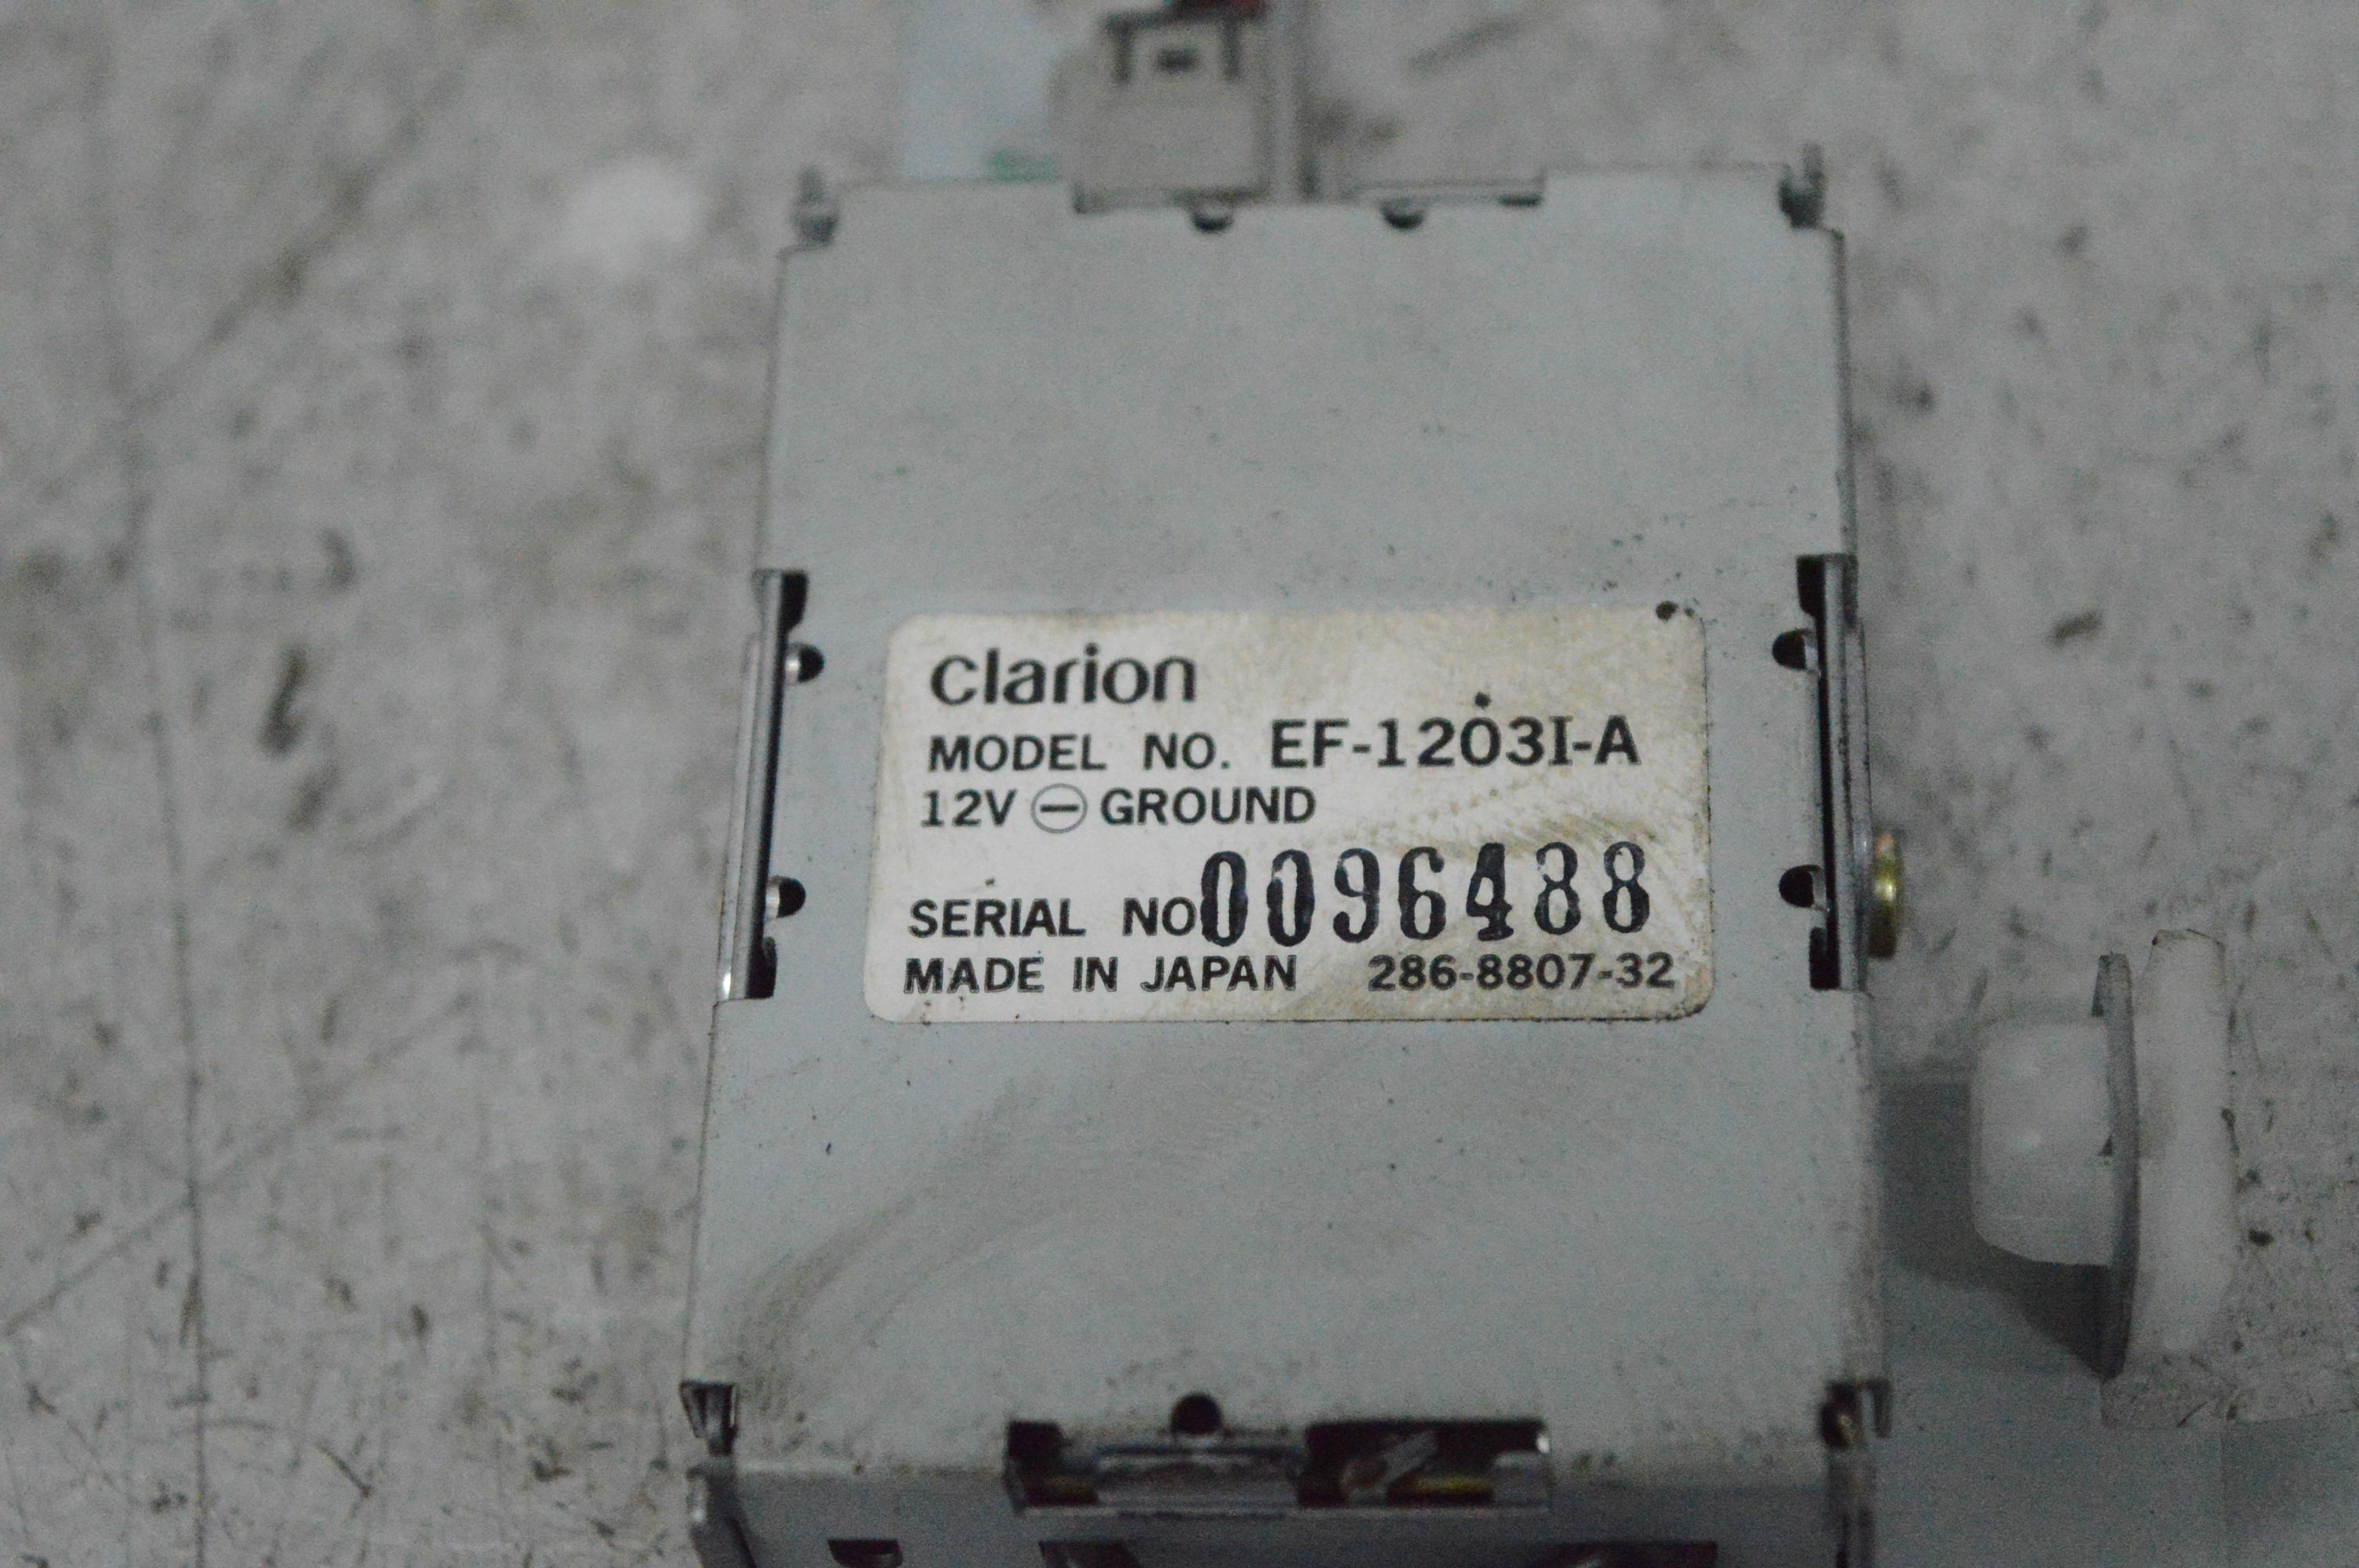 clarion
MODEL NO. EF-1203I-A
12V ⊖ GROUND
SERIAL NO 0096488
MADE IN JAPAN 286-8807-32